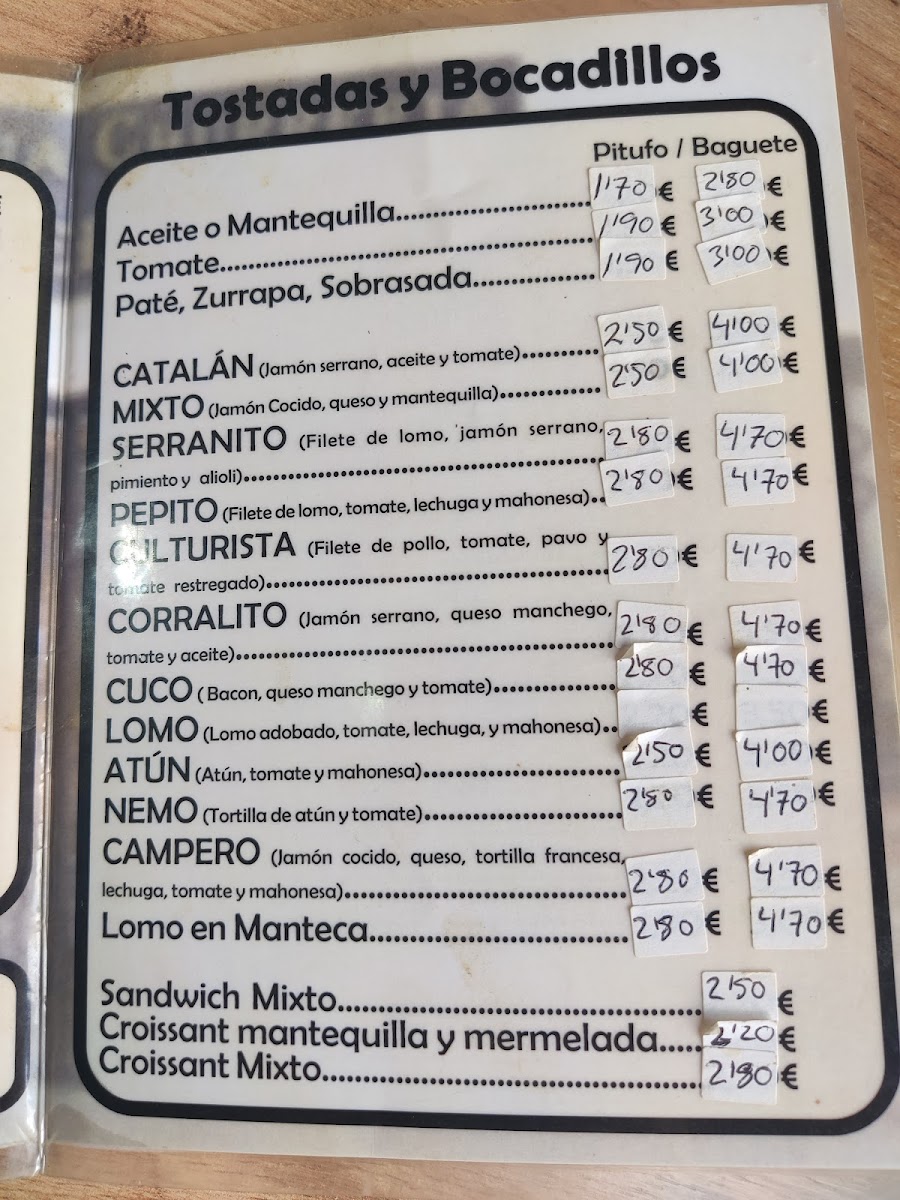 Tostadas y Bocadillos
Pitufo / Baguete
Aceite o Mantequilla........ 1'70 € 2'80 €
Tomate........ 1'90 € 3'00 €
Paté, Zurrapa, Sobrasada........ 1'90 € 3'00 €
CATALÁN (Jamón serrano, aceite y tomate)........ 2'50 € 4'00 €
MIXTO (Jamón Cocido, queso y mantequilla)........ 2'50 € 4'00 €
SERRANITO (Filete de lomo, jamón serrano, 2'80 € 4'70 €
pimiento y alioli)........
PEPITO (Filete de lomo, tomate, lechuga y mahonesa).. 2'80 € 4'70 €
CULTURISTA (Filete de pollo, tomate, pavo y
tomate restregado)........ 2'80 € 4'70 €
CORRALITO (Jamón serrano, queso manchego, 2'80 € 4'70 €
tomate y aceite)........
CUCO ( Bacon, queso manchego y tomate)........ 2'80 € 4'70 €
LOMO (Lomo adobado, tomate, lechuga, y mahonesa).. € €
ATÚN (Atún, tomate y mahonesa)........ 2'50 € 4'00 €
NEMO (Tortilla de atún y tomate)........ 2'80 € 4'70 €
CAMPERO (Jamón cocido, queso, tortilla francesa,
lechuga, tomate y mahonesa)........ 2'80 € 4'70 €
Lomo en Manteca........ 2'80 € 4'70 €
Sandwich Mixto........ 2'50 €
Croissant mantequilla y mermelada..... 2'20 €
Croissant Mixto........ 2'80 €